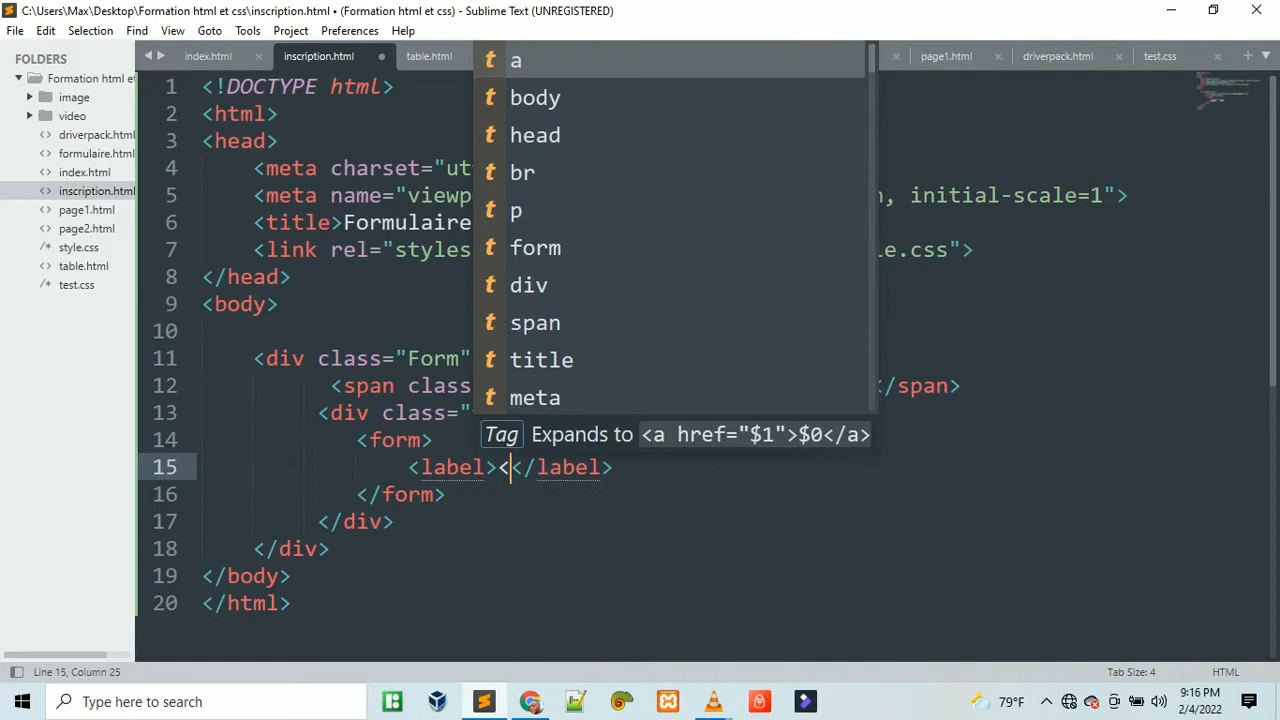 C:\Users\Max\Desktop\Formation html et css\inscription.html • (Formation html et css) - Sublime Text (UNREGISTERED)
File Edit Selection Find View Goto Tools Project Preferences Help
FOLDERS
Formation html et
image
video
driverpack.html
formulaire.html
index.html
inscription.html
page1.html
page2.html
style.css
table.html
test.css
index.html inscription.html table.html page1.html driverpack.html test.css
1 <!DOCTYPE html>
2 <html>
3 <head>
4 <meta charset="ut
5 <meta name="viewp n, initial-scale=1">
6 <title>Formulaire
7 <link rel="styles le.css">
8 </head>
9 <body>
10
11 <div class="Form"
12 <span class </span>
13 <div class="
14 <form>
15 <label><</label>
16 </form>
17 </div>
18 </div>
19 </body>
20 </html>
t a
t body
t head
t br
t p
t form
t div
t span
t title
t meta
Tag Expands to <a href="$1">$0</a>
Line 15, Column 25 Tab Size: 4 HTML
Type here to search 79°F 9:16 PM
2/4/2022